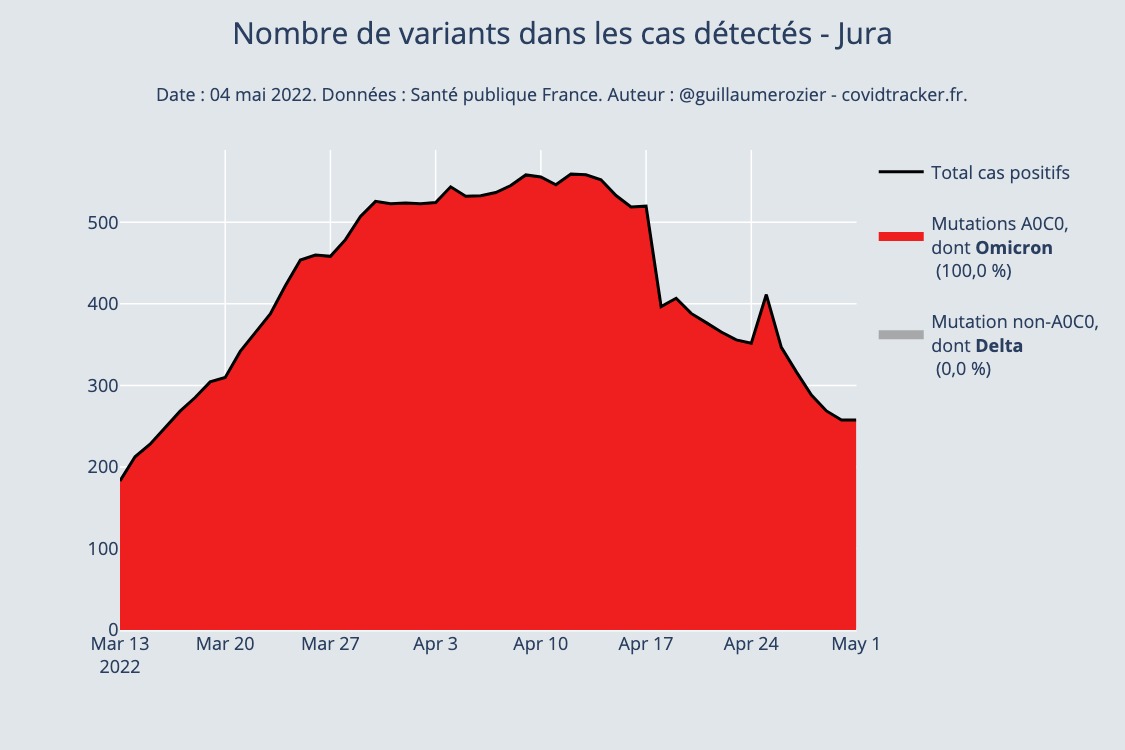 Nombre de variants dans les cas détectés - Jura
Date : 04 mai 2022. Données : Santé publique France. Auteur : @guillaumerozier - covidtracker.fr.
Total cas positifs
Mutations A0C0,
dont Omicron
(100,0 %)
Mutation non-A0C0,
dont Delta
(0,0 %)
500
400
300
200
100
0
Mar 13
2022
Mar 20
Mar 27
Apr 3
Apr 10
Apr 17
Apr 24
May 1